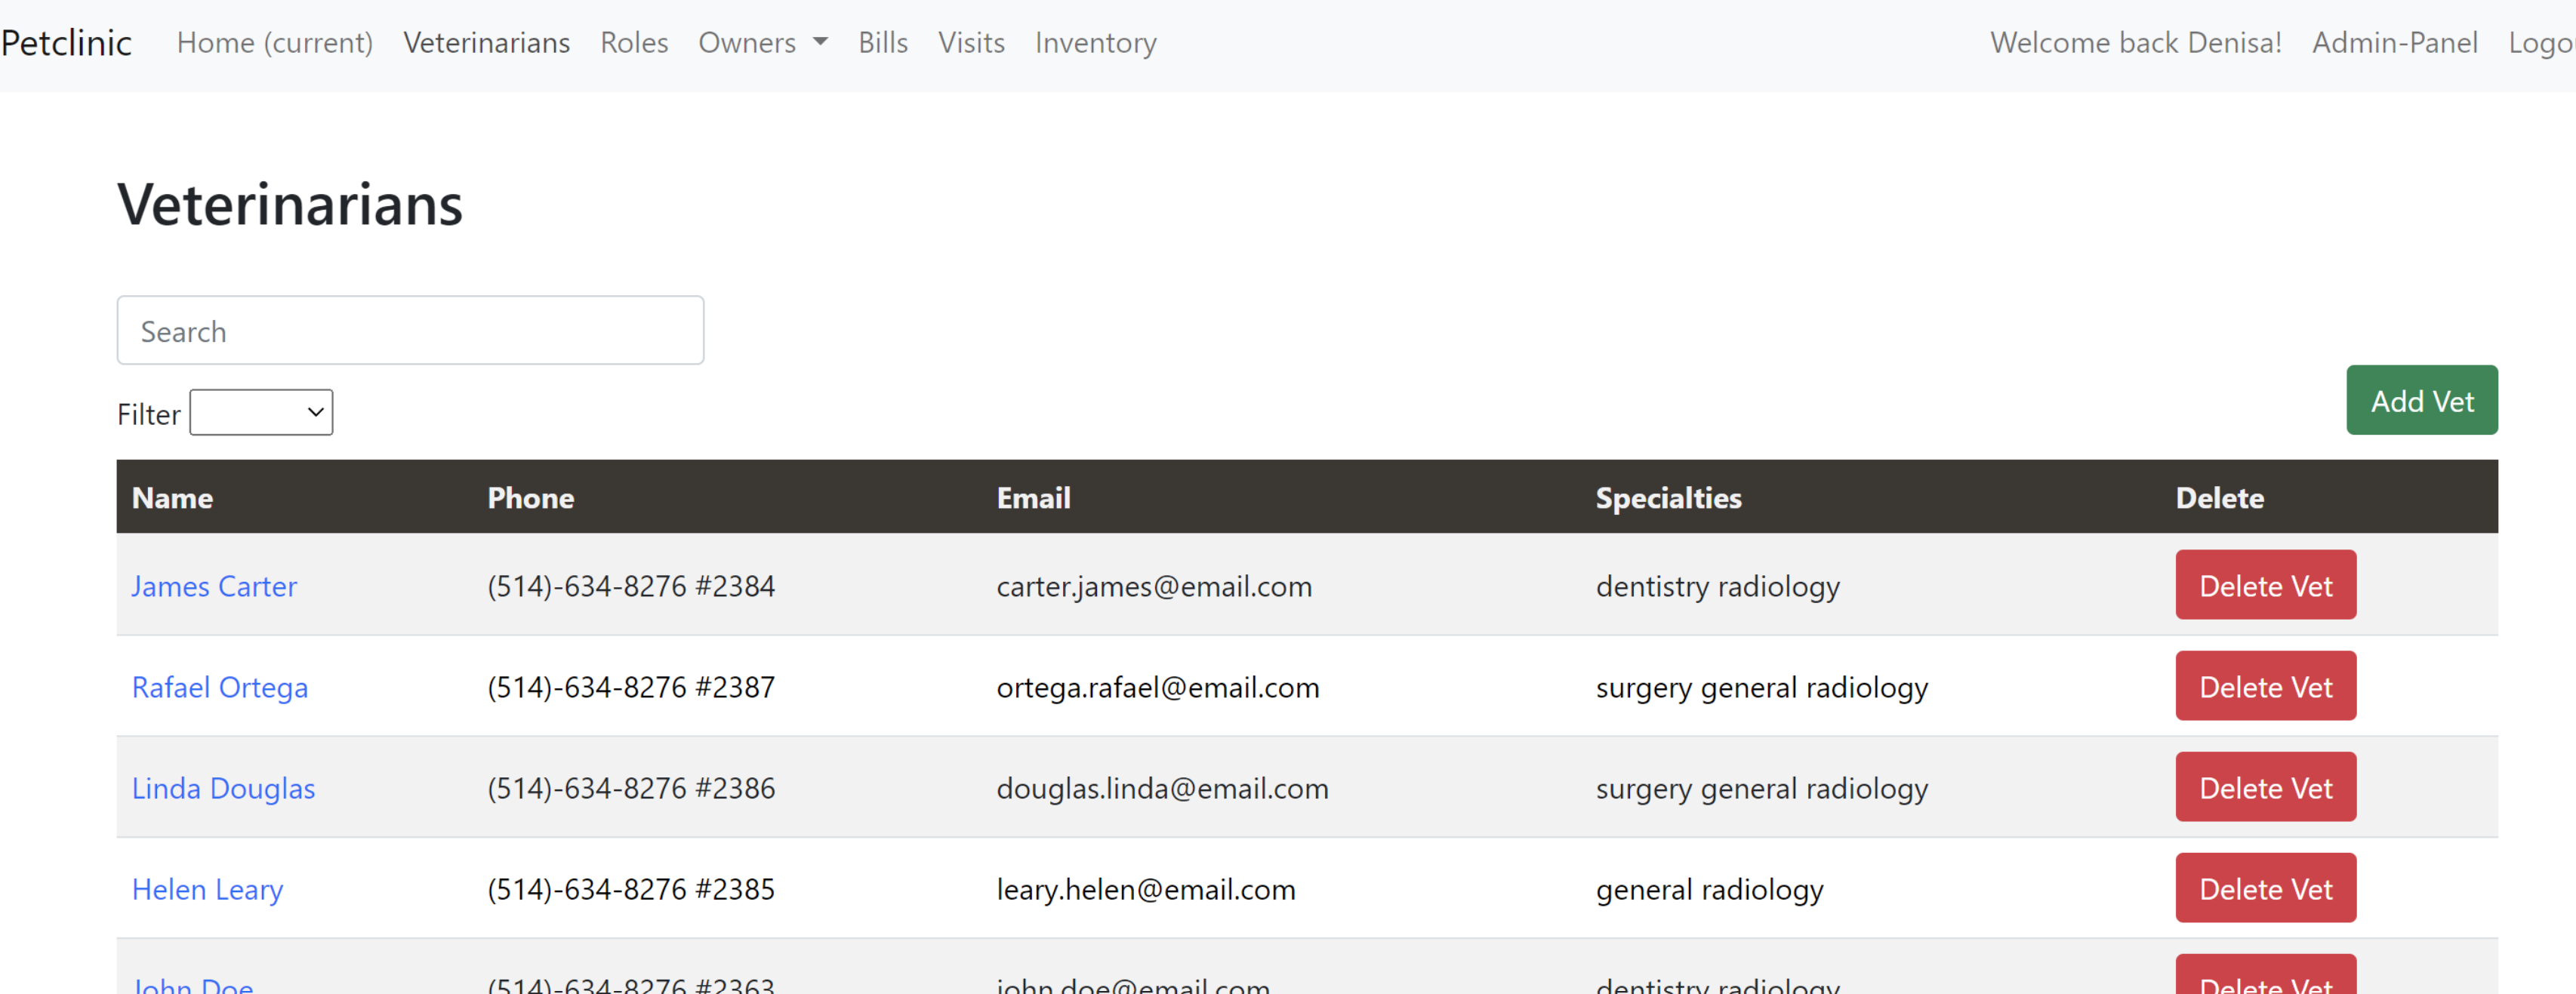 Petclinic Home (current) Veterinarians Roles Owners Bills Visits Inventory Welcome back Denisa! Admin-Panel
Veterinarians
Search
Filter
Add Vet
Name Phone Email Specialties Delete
James Carter (514)-634-8276 #2384 carter.james@email.com dentistry radiology Delete Vet
Rafael Ortega (514)-634-8276 #2387 ortega.rafael@email.com surgery general radiology Delete Vet
Linda Douglas (514)-634-8276 #2386 douglas.linda@email.com surgery general radiology Delete Vet
Helen Leary (514)-634-8276 #2385 leary.helen@email.com general radiology Delete Vet
John Doe (514)-634-8276 #2363 john.doe@email.com dentistry radiology Delete Vet